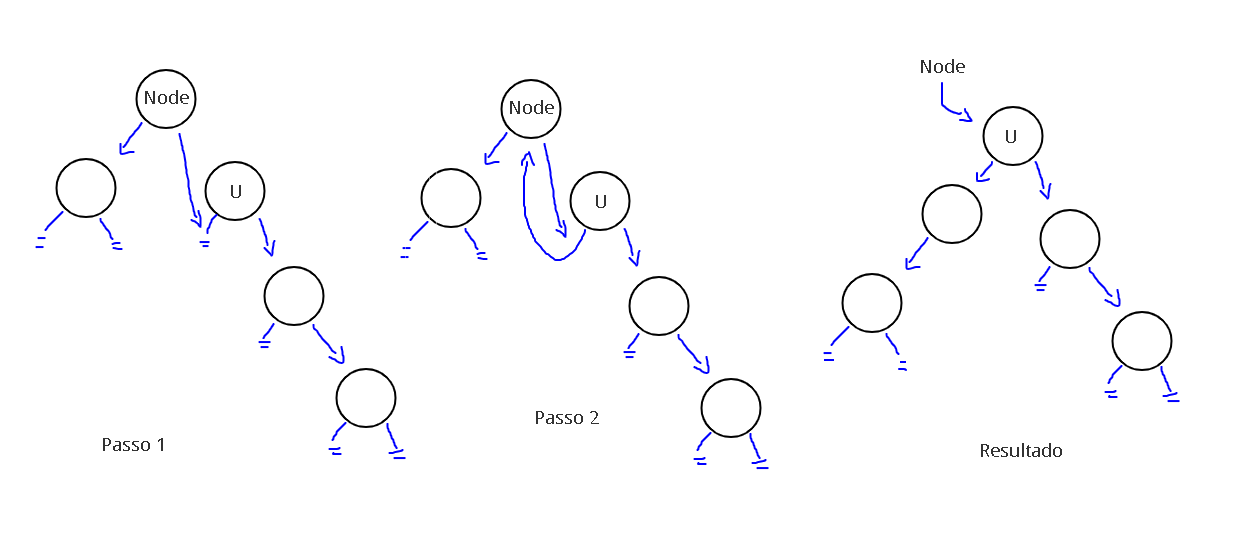 Node
U
Passo 1
Node
U
Passo 2
Node
U
Resultado